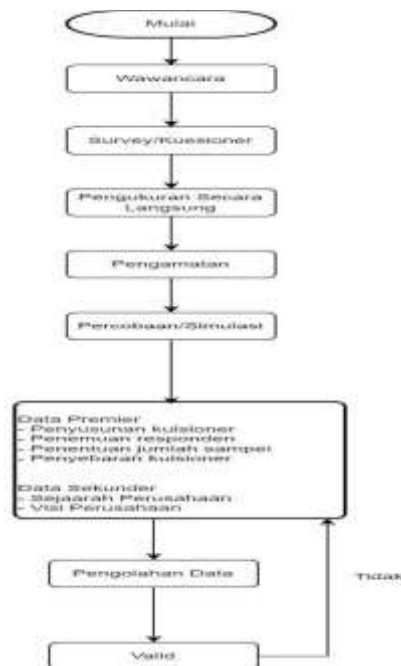 Mulai
Wawancara
Survey/Kuesioner
Pengukuran Secara
Langsung
Pengamatan
Percobaan/Simulasi
Data Premier
- Penyusunan kuisioner
- Penemuan responden
- Penentuan jumlah sampel
- Penyebaran kuisioner
Data Sekunder
- Sejaarah Perusahaan
- Visi Perusahaan
Pengolahan Data
Tidak
Valid